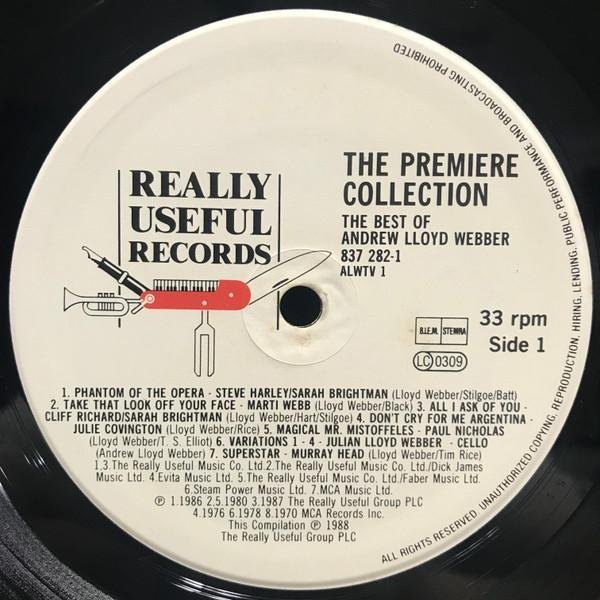 REALLY
USEFUL
RECORDS
THE PREMIERE
COLLECTION
THE BEST OF
ANDREW LLOYD WEBBER
837 282-1
ALWTV 1
B.I.E.M. STEMRA
LC 0309
33 rpm
Side 1
1. PHANTOM OF THE OPERA - STEVE HARLEY/SARAH BRIGHTMAN (Lloyd Webber/Stilgoe/Batt)
2. TAKE THAT LOOK OFF YOUR FACE - MARTI WEBB (Lloyd Webber/Black) 3. ALL I ASK OF YOU -
CLIFF RICHARD/SARAH BRIGHTMAN (Lloyd Webber/Hart/Stilgoe) 4. DON'T CRY FOR ME ARGENTINA -
JULIE COVINGTON (Lloyd Webber/Rice) 5. MAGICAL MR. MISTOFFELES - PAUL NICHOLAS
(Lloyd Webber/T. S. Elliot) 6. VARIATIONS 1 - 4 - JULIAN LLOYD WEBBER - CELLO
(Andrew Lloyd Webber) 7. SUPERSTAR - MURRAY HEAD (Lloyd Webber/Tim Rice)
1,3.The Really Useful Music Co. Ltd.2.The Really Useful Music Co. Ltd./Dick James
Music Ltd. 4.Evita Music Ltd. 5.The Really Useful Music Co. Ltd./Faber Music Ltd.
6.Steam Power Music Ltd. 7.MCA Music Ltd.
Ⓟ 1.1986 2.5.1980 3.1987 The Really Useful Group PLC
4.1976 6.1978 8.1970 MCA Records Inc.
This Compilation Ⓟ 1988
The Really Useful Group PLC
ALL RIGHTS RESERVED. UNAUTHORIZED COPYING, REPRODUCTION, HIRING, LENDING, PUBLIC PERFORMANCE AND BROADCASTING PROHIBITED